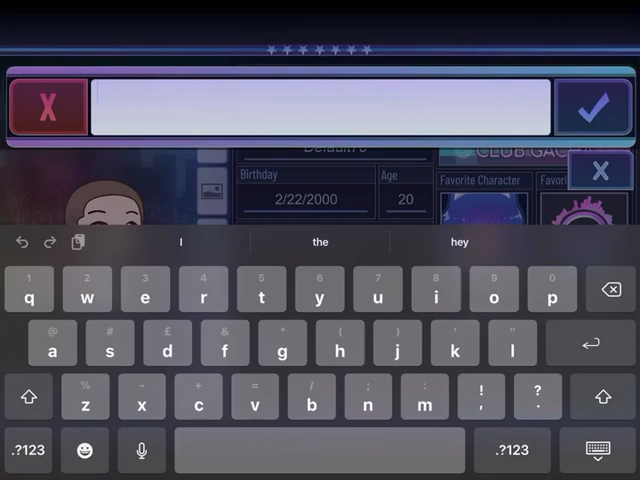 X
CLUB GAC
X
Birthday
Age
Favorite Character
Favori
2/22/2000
20
I the hey
1 2 3 4 5 6 7 8 9 0
q w e r t y u i o p
@ # £ & * ( ) ' "
a s d f g h j k l
% - + = / ; : ! ?
z x c v b n m , .
.?123 .?123